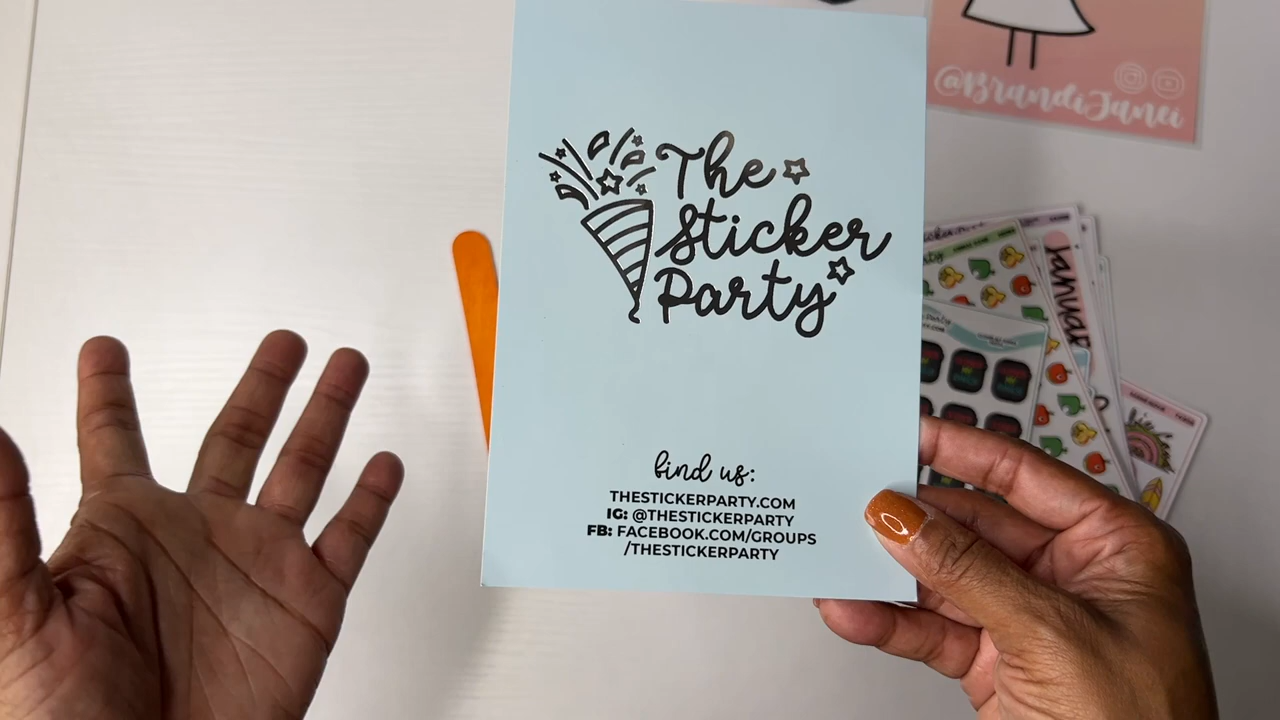 @BrandiJanei
The
Sticker
Party
find us:
THESTICKERPARTY.COM
IG: @THESTICKERPARTY
FB: FACEBOOK.COM/GROUPS
/THESTICKERPARTY